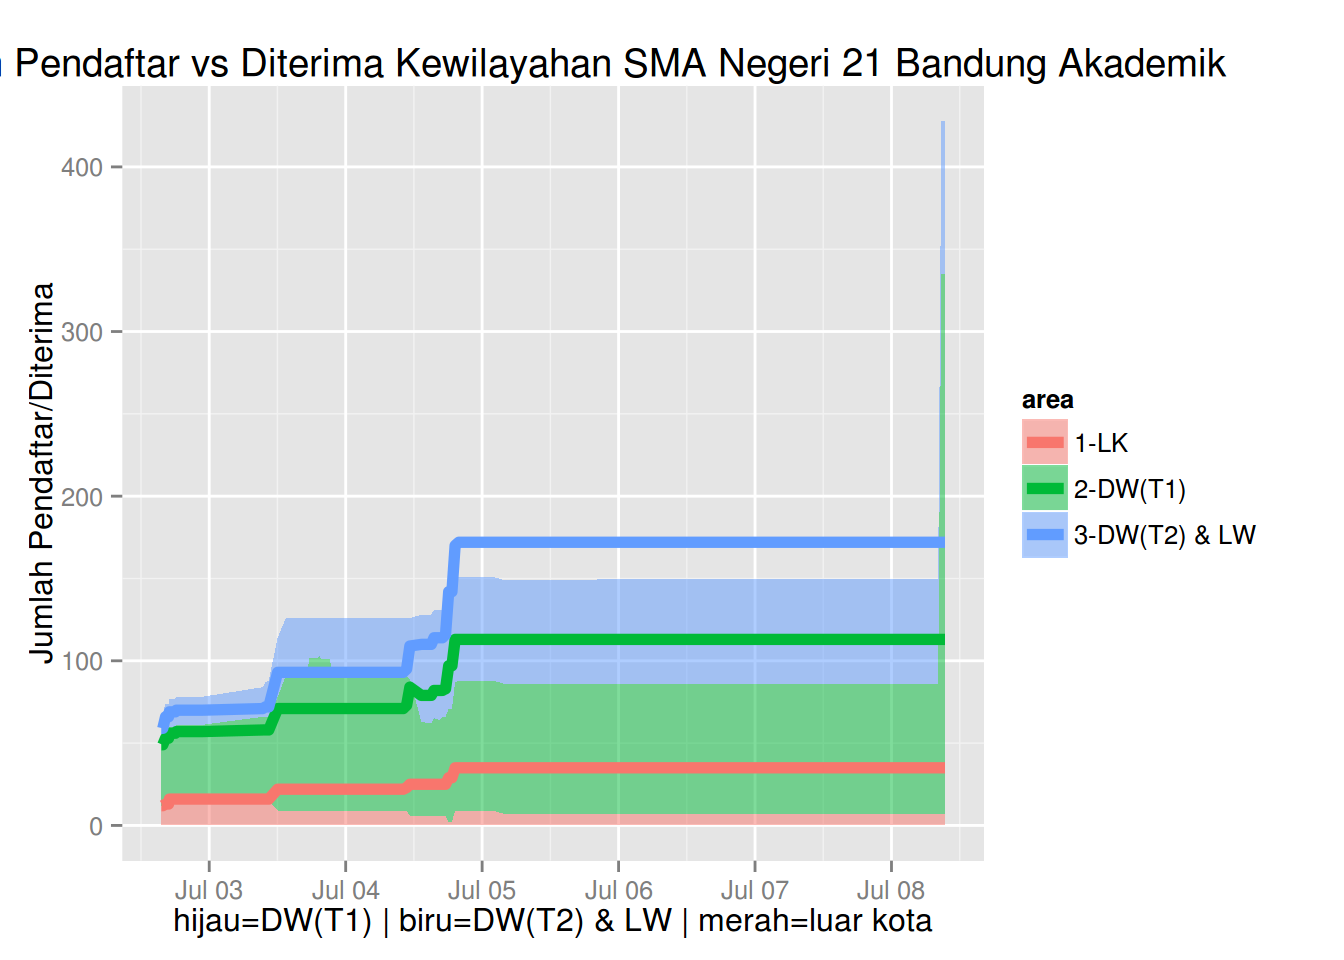 Pendaftar vs Diterima Kewilayahan SMA Negeri 21 Bandung Akademik
Jumlah Pendaftar/Diterima
400
300
200
100
0
Jul 03
Jul 04
Jul 05
Jul 06
Jul 07
Jul 08
hijau=DW(T1) | biru=DW(T2) & LW | merah=luar kota
area
1-LK
2-DW(T1)
3-DW(T2) & LW